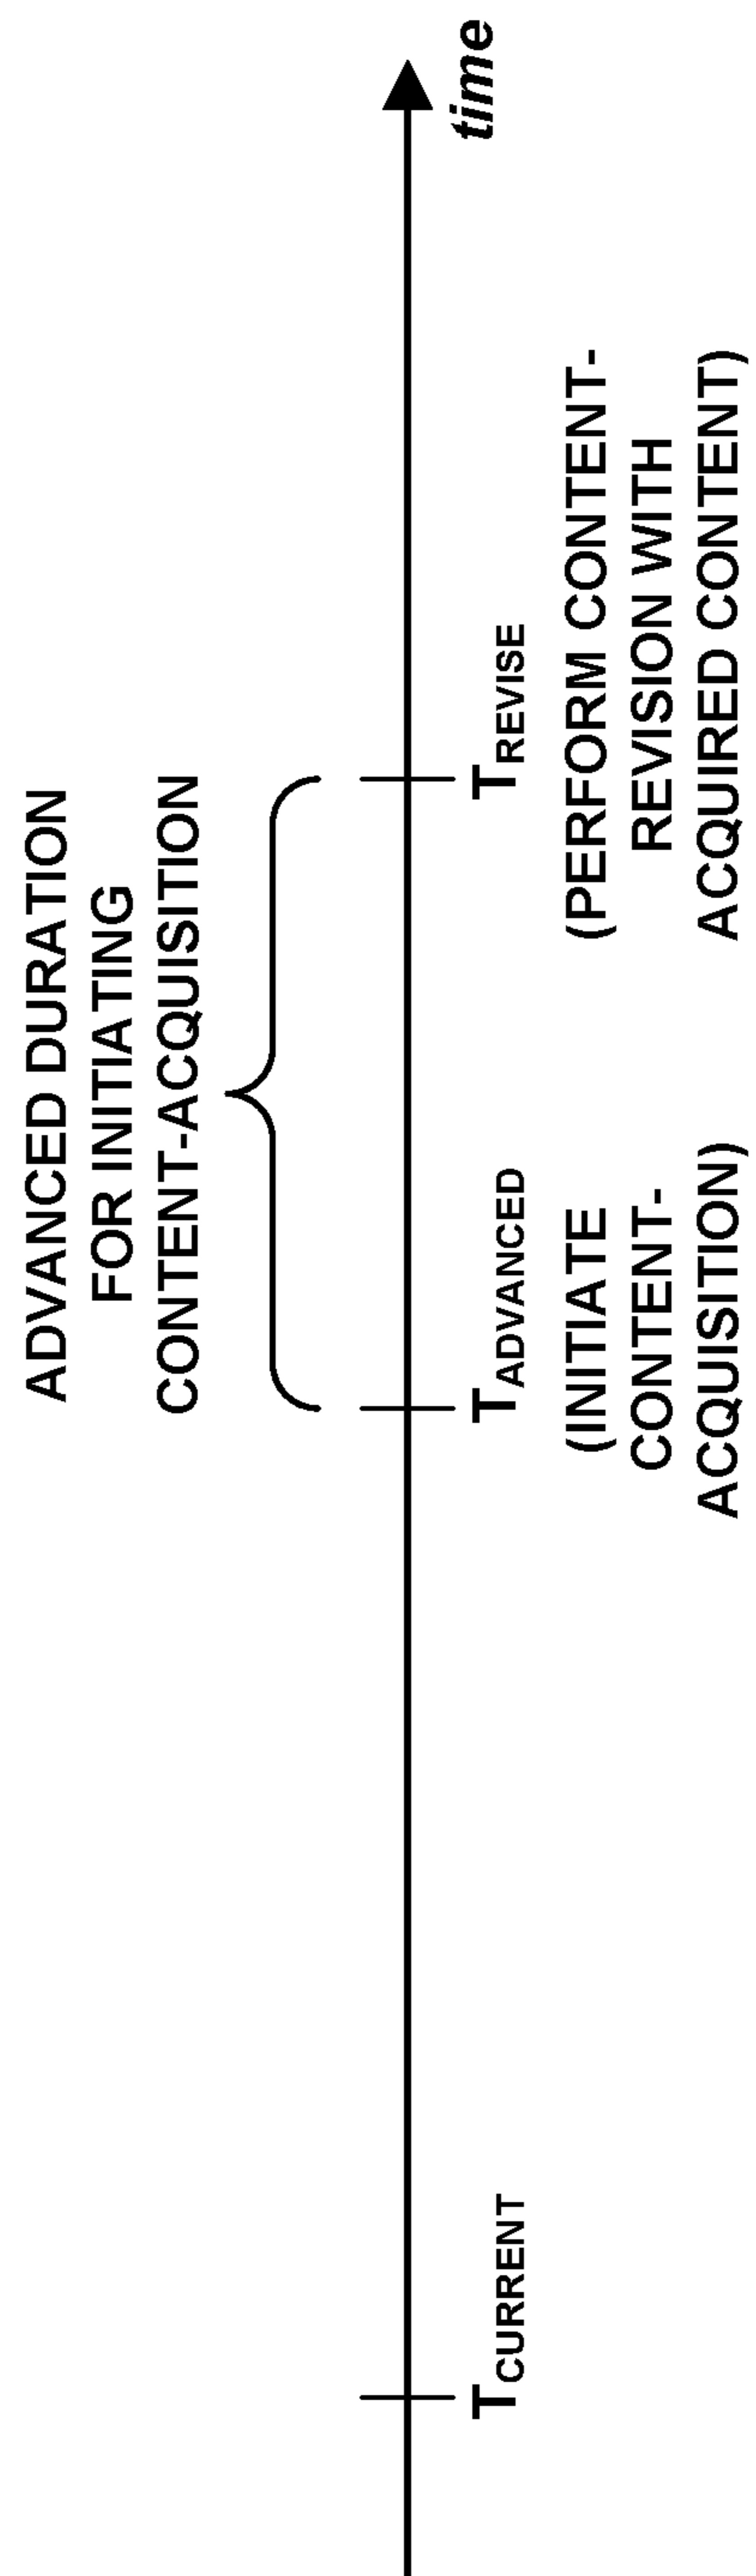 ADVANCED DURATION
FOR INITIATING
CONTENT-ACQUISITION
time
TCURRENT
TADVANCED
(INITIATE
CONTENT-
ACQUISITION)
TREVISE
(PERFORM CONTENT-
REVISION WITH
ACQUIRED CONTENT)